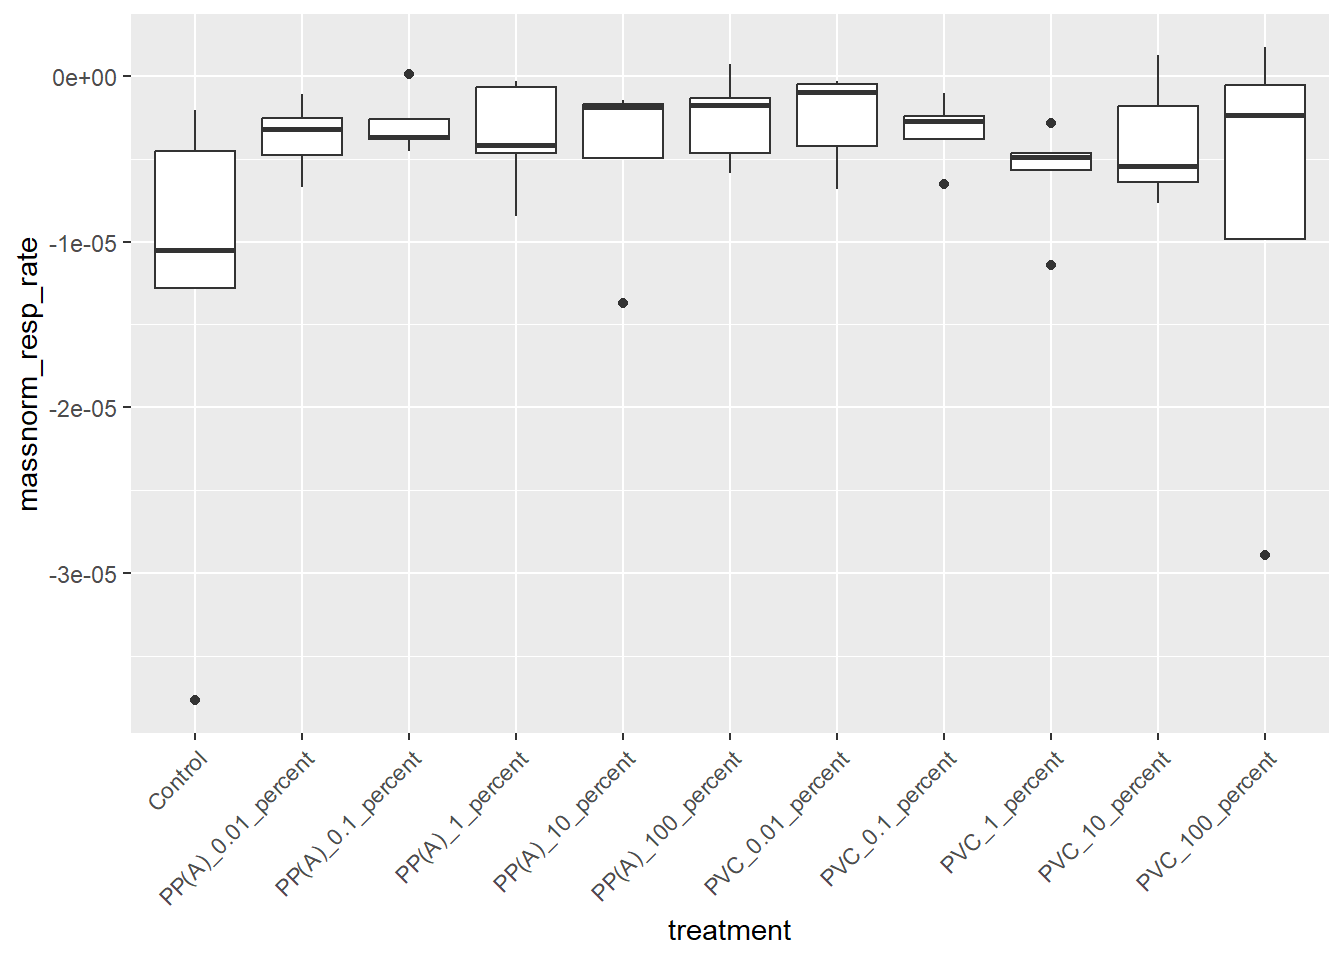 massnorm_resp_rate
0e+00
-1e-05
-2e-05
-3e-05
Control
PP(A)_0.01_percent
PP(A)_0.1_percent
PP(A)_1_percent
PP(A)_10_percent
PP(A)_100_percent
PVC_0.01_percent
PVC_0.1_percent
PVC_1_percent
PVC_10_percent
PVC_100_percent
treatment